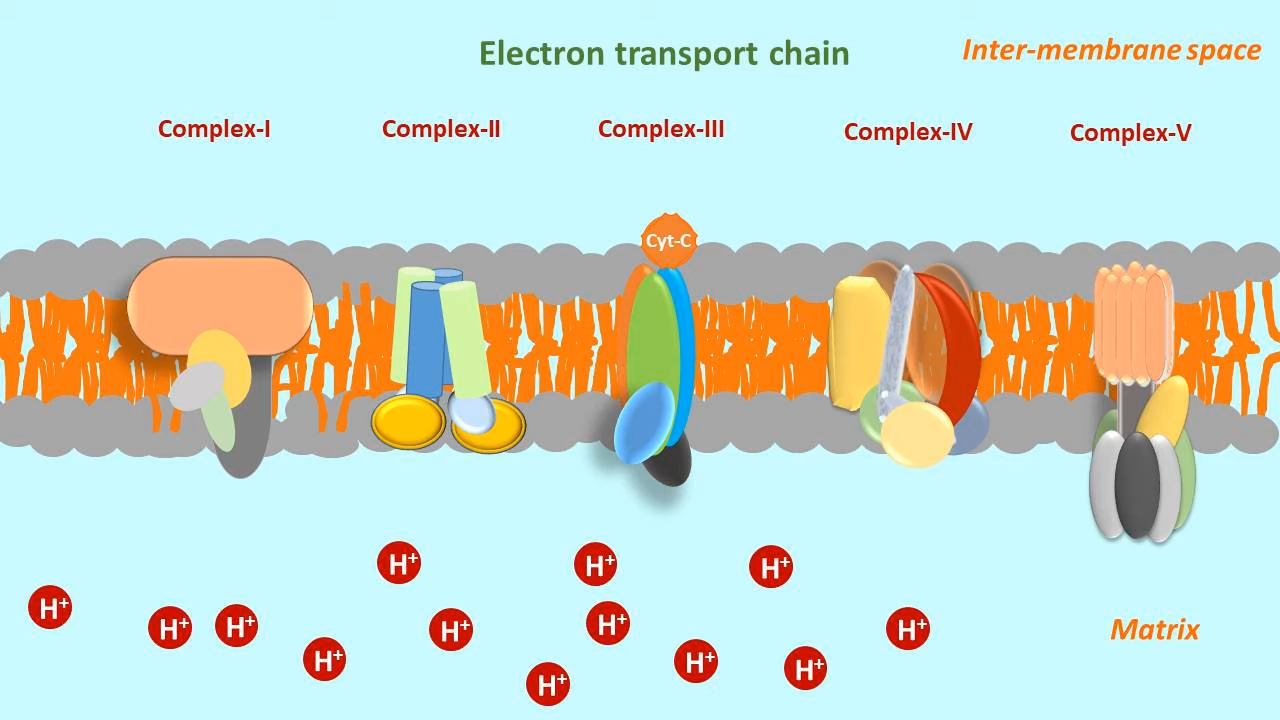 Electron transport chain
Inter-membrane space
Complex-I
Complex-II
Complex-III
Complex-IV
Complex-V
Cyt-C
H⁺
H⁺
H⁺
H⁺
H⁺
H⁺
H⁺
H⁺
H⁺
H⁺
H⁺
H⁺
Matrix
H⁺